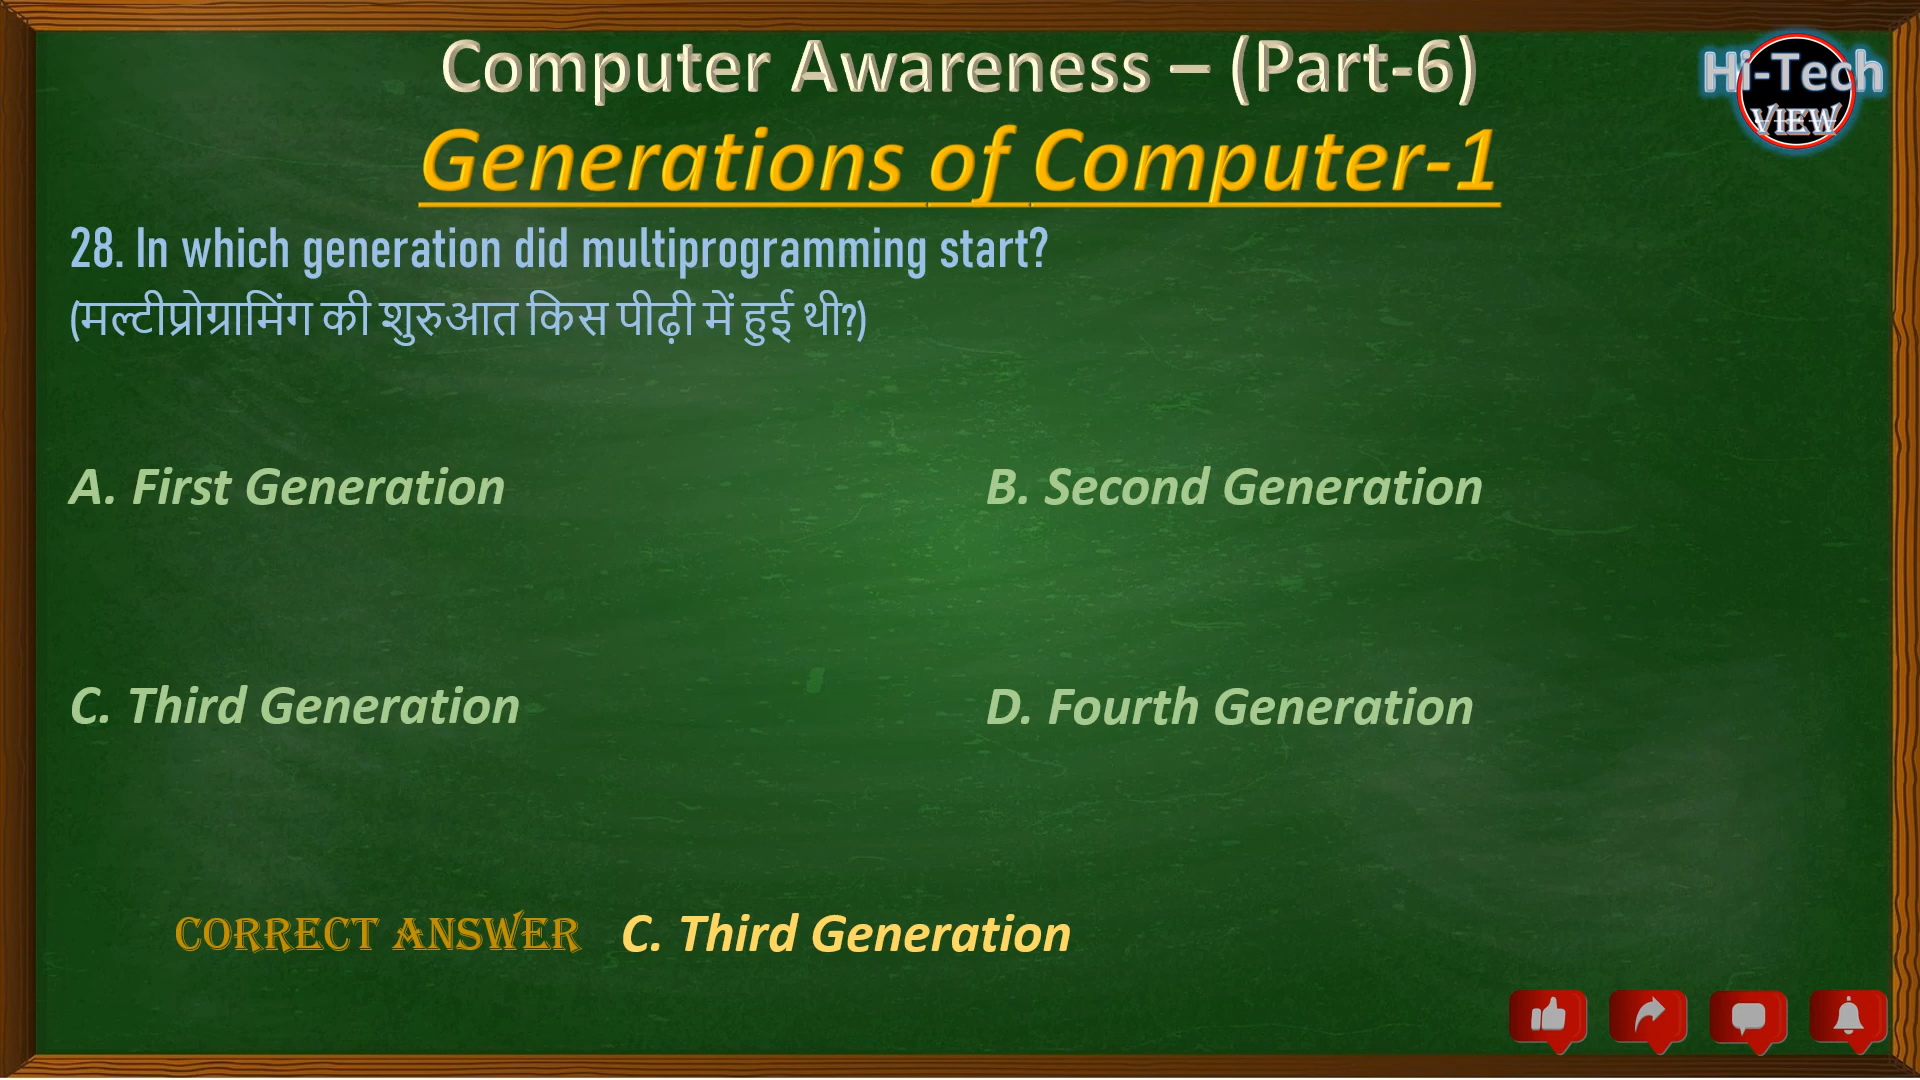 Computer Awareness – (Part-6)
Hi-Tech
VIEW
Generations of Computer-1
28. In which generation did multiprogramming start?
(मल्टीप्रोग्रामिंग की शुरुआत किस पीढ़ी में हुई थी?)
A. First Generation
B. Second Generation
C. Third Generation
D. Fourth Generation
CORRECT ANSWER C. Third Generation